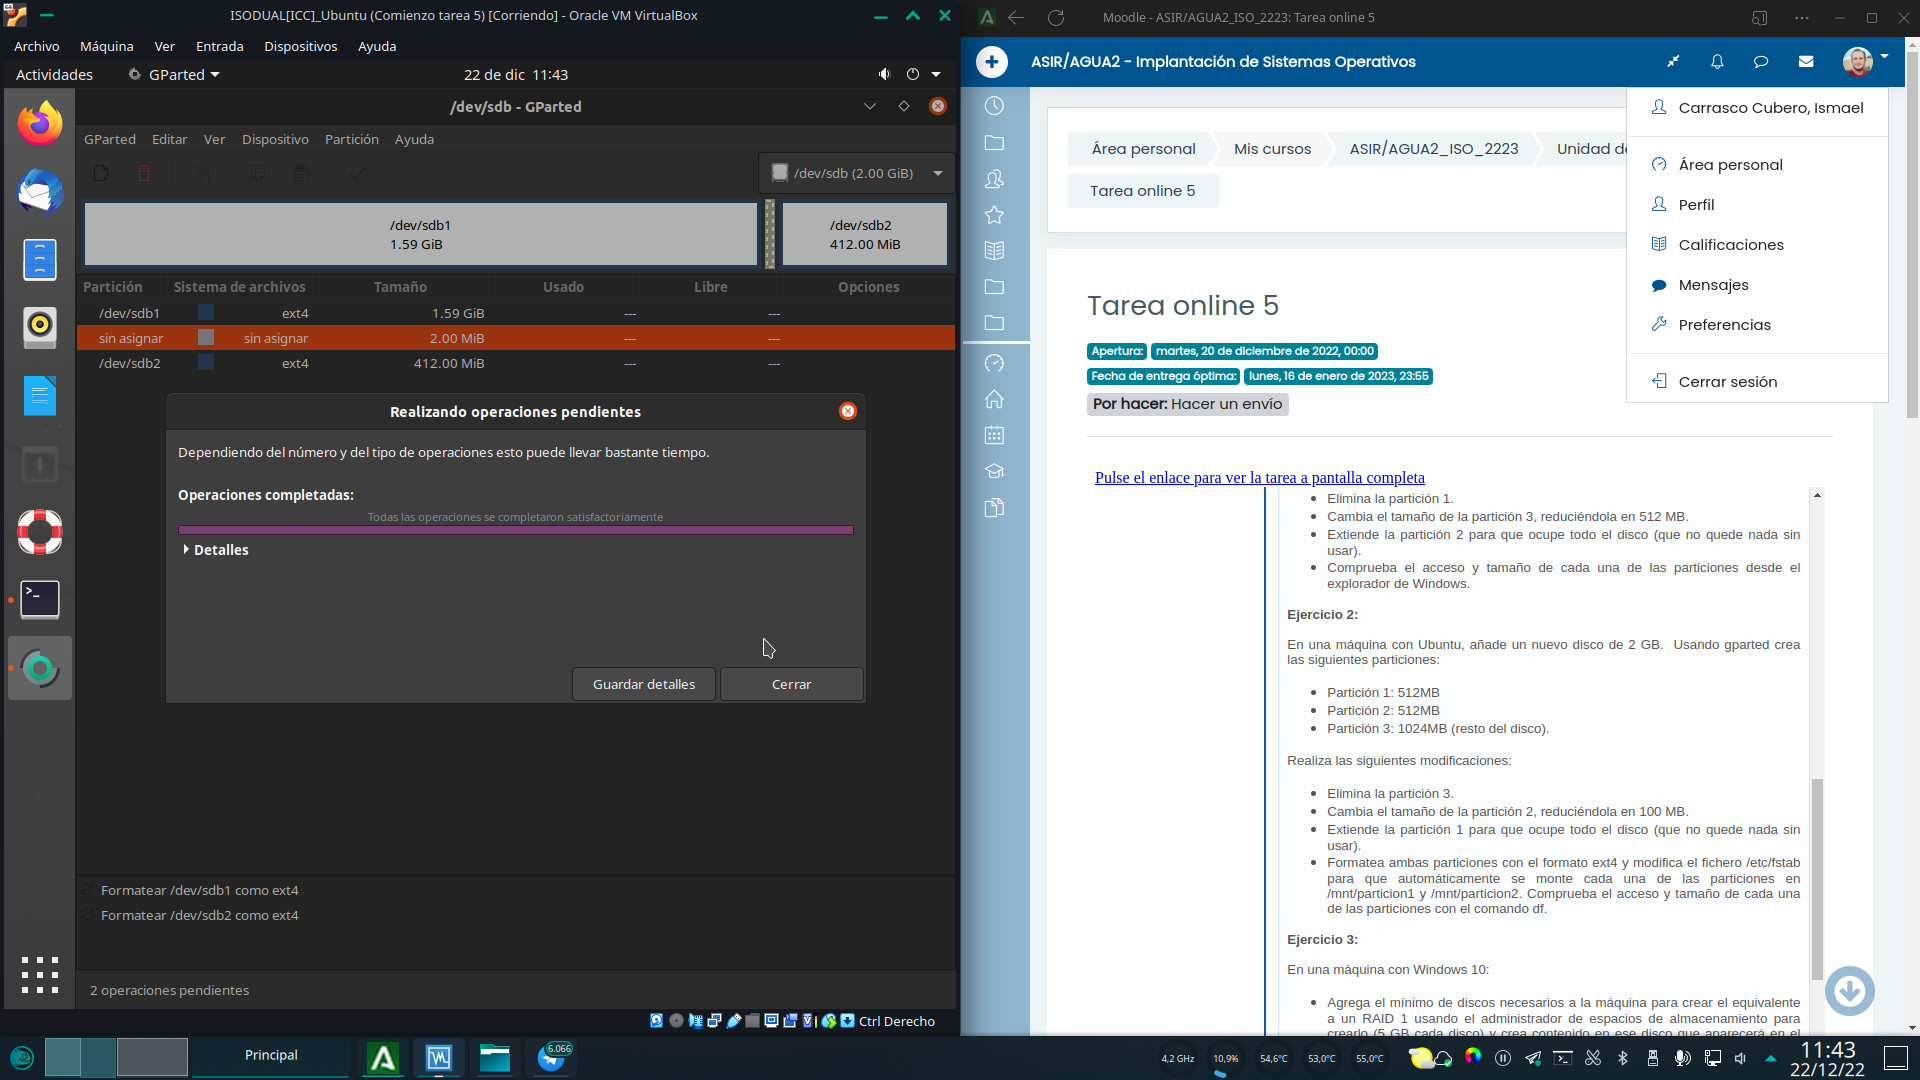 ISODUAL[ICC]_Ubuntu (Comienzo tarea 5) [Corriendo] - Oracle VM VirtualBox
Archivo Máquina Ver Entrada Dispositivos Ayuda
Actividades GParted 22 de dic 11:43
/dev/sdb - GParted
GParted Editar Ver Dispositivo Partición Ayuda
/dev/sdb (2.00 GiB)
/dev/sdb1
1.59 GiB
/dev/sdb2
412.00 MiB
Partición Sistema de archivos Tamaño Usado Libre Opciones
/dev/sdb1 ext4 1.59 GiB --- ---
sin asignar sin asignar 2.00 MiB --- ---
/dev/sdb2 ext4 412.00 MiB --- ---
Realizando operaciones pendientes
Dependiendo del número y del tipo de operaciones esto puede llevar bastante tiempo.
Operaciones completadas:
Todas las operaciones se completaron satisfactoriamente
Detalles
Guardar detalles Cerrar
Formatear /dev/sdb1 como ext4
Formatear /dev/sdb2 como ext4
2 operaciones pendientes
Ctrl Derecho
Moodle - ASIR/AGUA2_ISO_2223: Tarea online 5
ASIR/AGUA2 - Implantación de Sistemas Operativos
Área personal Mis cursos ASIR/AGUA2_ISO_2223 Unidad de
Tarea online 5
Carrasco Cubero, Ismael
Área personal
Perfil
Calificaciones
Mensajes
Preferencias
Cerrar sesión
Tarea online 5
Apertura: martes, 20 de diciembre de 2022, 00:00
Fecha de entrega óptima: lunes, 16 de enero de 2023, 23:55
Por hacer: Hacer un envío
Pulse el enlace para ver la tarea a pantalla completa
Elimina la partición 1.
Cambia el tamaño de la partición 3, reduciéndola en 512 MB.
Extiende la partición 2 para que ocupe todo el disco (que no quede nada sin
usar).
Comprueba el acceso y tamaño de cada una de las particiones desde el
explorador de Windows.
Ejercicio 2:
En una máquina con Ubuntu, añade un nuevo disco de 2 GB. Usando gparted crea
las siguientes particiones:
Partición 1: 512MB
Partición 2: 512MB
Partición 3: 1024MB (resto del disco).
Realiza las siguientes modificaciones:
Elimina la partición 3.
Cambia el tamaño de la partición 2, reduciéndola en 100 MB.
Extiende la partición 1 para que ocupe todo el disco (que no quede nada sin
usar).
Formatea ambas particiones con el formato ext4 y modifica el fichero /etc/fstab
para que automáticamente se monte cada una de las particiones en
/mnt/particion1 y /mnt/particion2. Comprueba el acceso y tamaño de cada una
de las particiones con el comando df.
Ejercicio 3:
En una máquina con Windows 10:
Agrega el mínimo de discos necesarios a la máquina para crear el equivalente
a un RAID 1 usando el administrador de espacios de almacenamiento para
crearlo (5 GB cada disco) y crea contenido en ese disco que aparecerá en el
Principal
6.066
4,2 GHz 10,9% 54,6°C 53,0°C 55,0°C
11:43
22/12/22